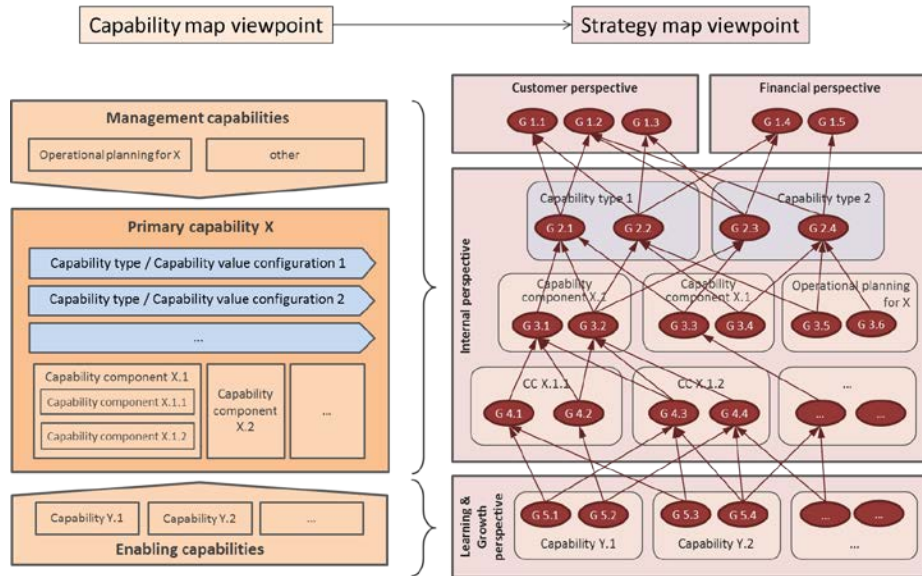 Capability map viewpoint
Strategy map viewpoint
Management capabilities
Operational planning for X
other
Primary capability X
Capability type / Capability value configuration 1
Capability type / Capability value configuration 2
...
Capability component X.1
Capability component X.1.1
Capability component X.1.2
Capability
component
X.2
...
Capability Y.1
Capability Y.2
...
Enabling capabilities
Customer perspective
G 1.1
G 1.2
G 1.3
Financial perspective
G 1.4
G 1.5
Internal perspective
Capability type 1
G 2.1
G 2.2
Capability type 2
G 2.3
G 2.4
Capability
component X.1
G 3.1
G 3.2
Capability
component X.1
G 3.3
G 3.4
Operational planning
for X
G 3.5
G 3.6
CC X.1.1
G 4.1
G 4.2
CC X.1.2
G 4.3
G 4.4
...
...
...
Learning &
Growth
perspective
G 5.1
G 5.2
Capability Y.1
G 5.3
G 5.4
Capability Y.2
...
...
...